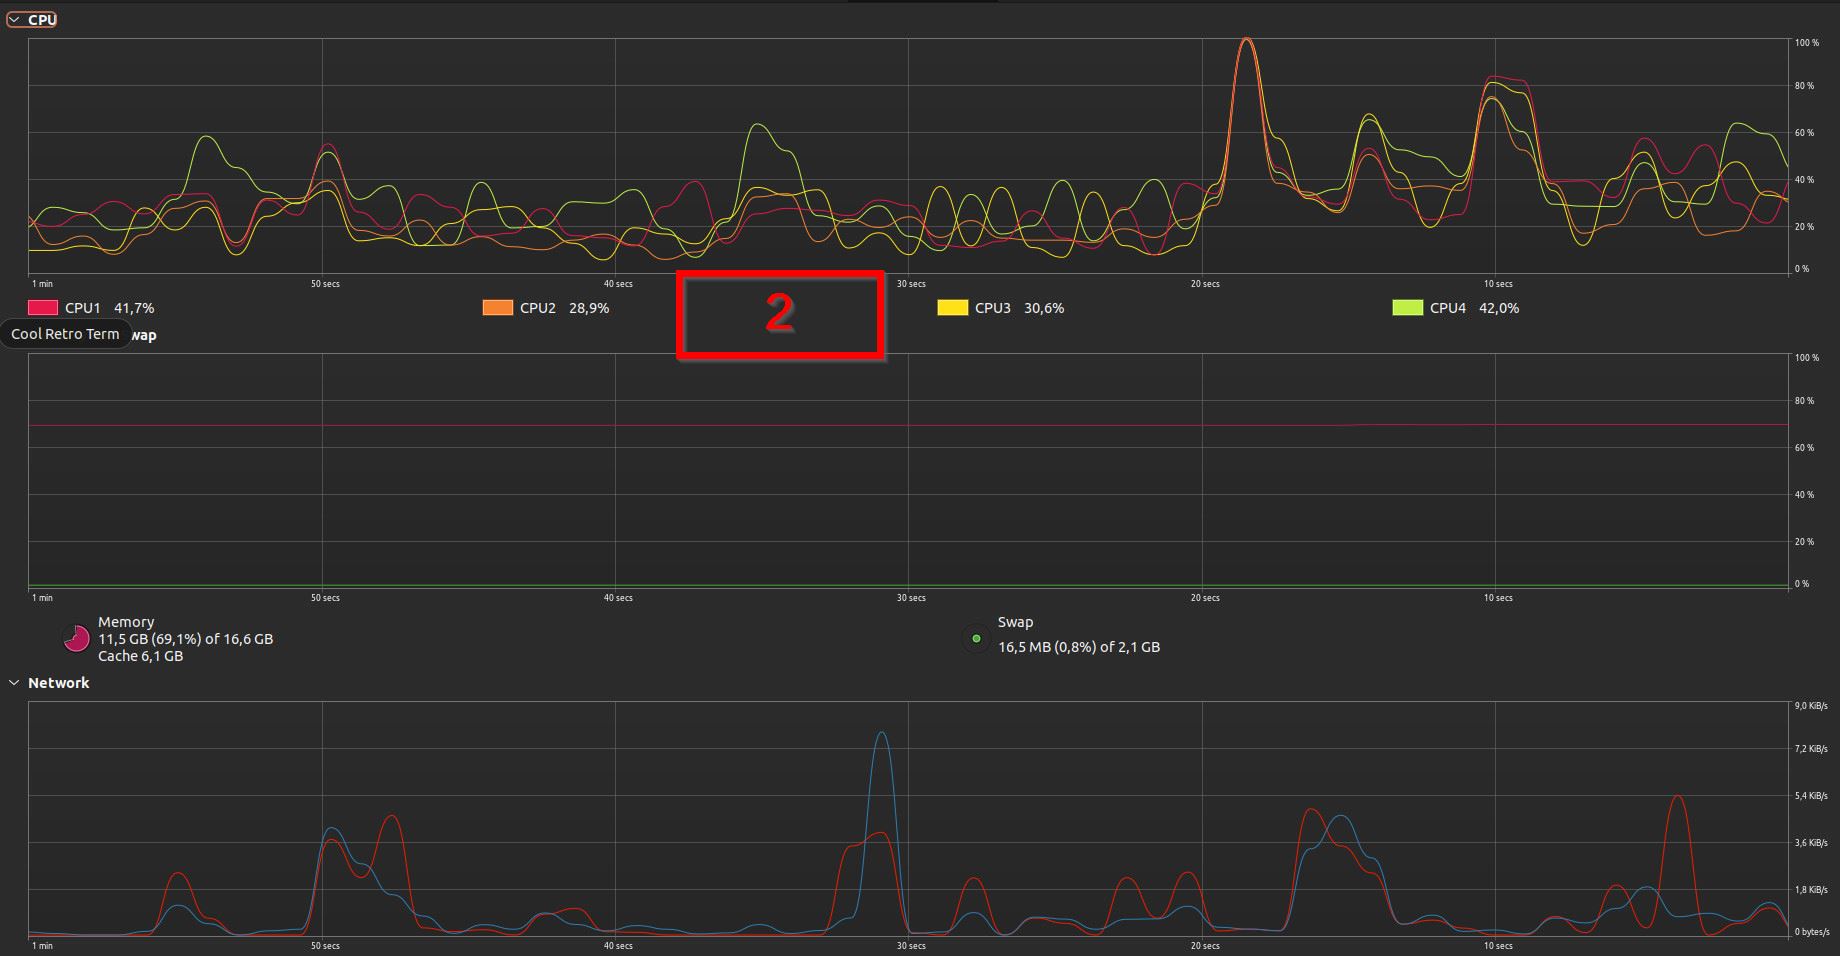 CPU
100 %
80 %
60 %
40 %
20 %
0 %
1 min 50 secs 40 secs 30 secs 20 secs 10 secs
CPU1 41,7% CPU2 28,9% CPU3 30,6% CPU4 42,0%
2
Cool Retro Term wap
100 %
80 %
60 %
40 %
20 %
0 %
1 min 50 secs 40 secs 30 secs 20 secs 10 secs
Memory
11,5 GB (69,1%) of 16,6 GB
Cache 6,1 GB
Swap
16,5 MB (0,8%) of 2,1 GB
Network
9,0 KiB/s
7,2 KiB/s
5,4 KiB/s
3,6 KiB/s
1,8 KiB/s
0 bytes/s
1 min 50 secs 40 secs 30 secs 20 secs 10 secs